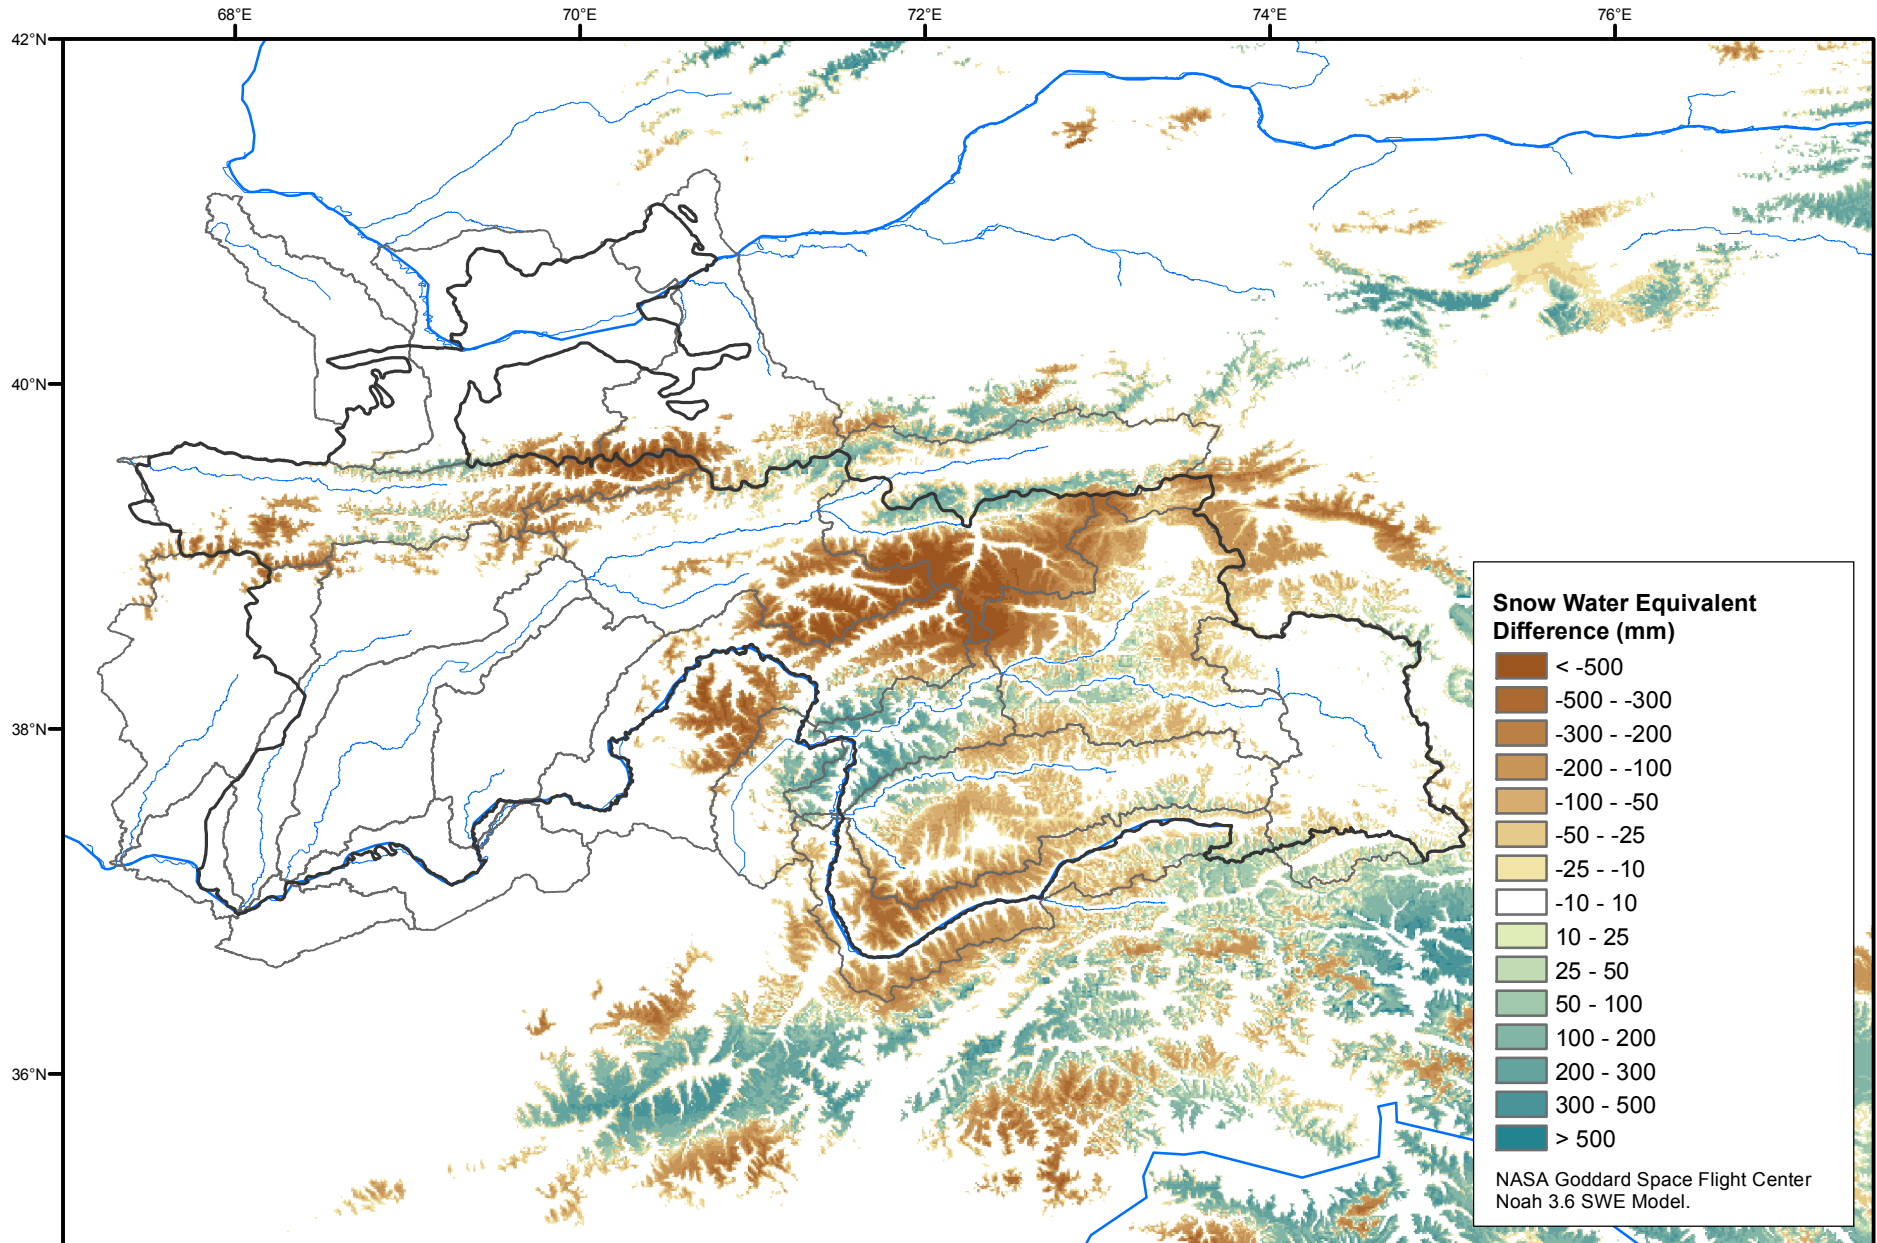 68°E 70°E 72°E 74°E 76°E
42°N
40°N
38°N
36°N
Snow Water Equivalent
Difference (mm)
< -500
-500 - -300
-300 - -200
-200 - -100
-100 - -50
-50 - -25
-25 - -10
-10 - 10
10 - 25
25 - 50
50 - 100
100 - 200
200 - 300
300 - 500
> 500
NASA Goddard Space Flight Center
Noah 3.6 SWE Model.